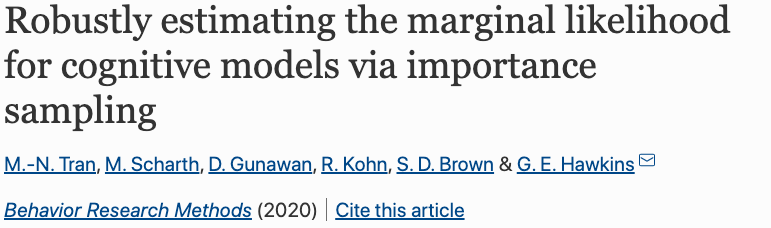 Robustly estimating the marginal likelihood
for cognitive models via importance
sampling
M.-N. Tran, M. Scharth, D. Gunawan, R. Kohn, S. D. Brown & G. E. Hawkins
Behavior Research Methods (2020) | Cite this article